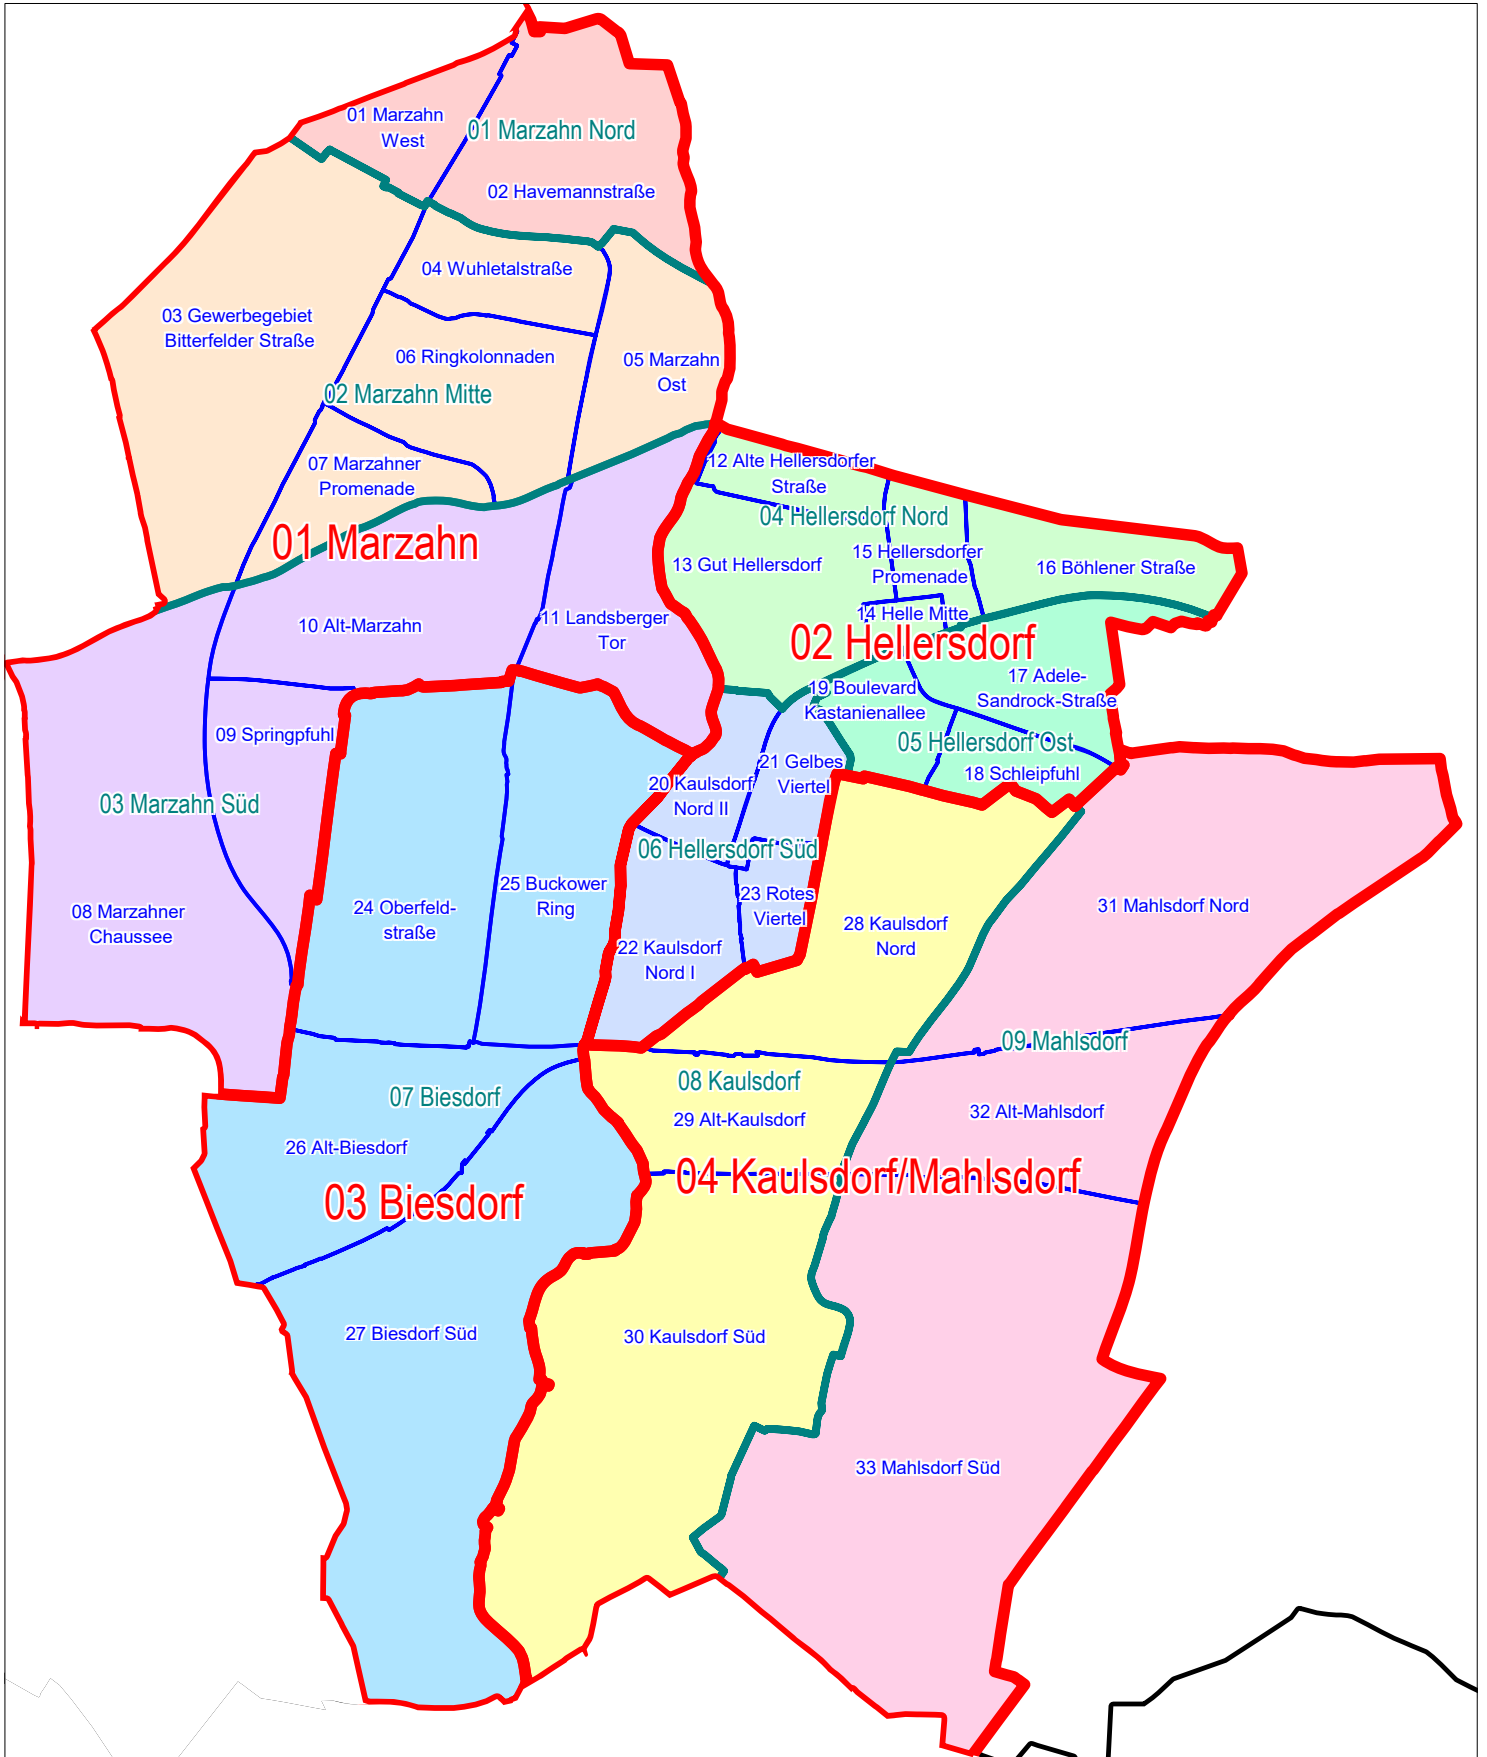 01 Marzahn
West
01 Marzahn Nord
02 Havemannstraße
04 Wuhletalstraße
03 Gewerbegebiet
Bitterfelder Straße
06 Ringkolonnaden
05 Marzahn
Ost
02 Marzahn Mitte
07 Marzahner
Promenade
01 Marzahn
12 Alte Hellersdorfer
Straße
04 Hellersdorf Nord
13 Gut Hellersdorf
15 Hellersdorfer
Promenade
16 Böhlener Straße
14 Helle Mitte
10 Alt-Marzahn
11 Landsberger
Tor
02 Hellersdorf
17 Adele-
Sandrock-Straße
19 Boulevard
Kastanienallee
05 Hellersdorf Ost
18 Schleipfuhl
09 Springpfuhl
03 Marzahn Süd
20 Kaulsdorf
Nord II
21 Gelbes
Viertel
06 Hellersdorf Süd
08 Marzahner
Chaussee
24 Oberfeld-
straße
25 Buckower
Ring
23 Rotes
Viertel
22 Kaulsdorf
Nord I
28 Kaulsdorf
Nord
31 Mahlsdorf Nord
09 Mahlsdorf
07 Biesdorf
08 Kaulsdorf
29 Alt-Kaulsdorf
32 Alt-Mahlsdorf
26 Alt-Biesdorf
03 Biesdorf
04 Kaulsdorf/Mahlsdorf
27 Biesdorf Süd
30 Kaulsdorf Süd
33 Mahlsdorf Süd